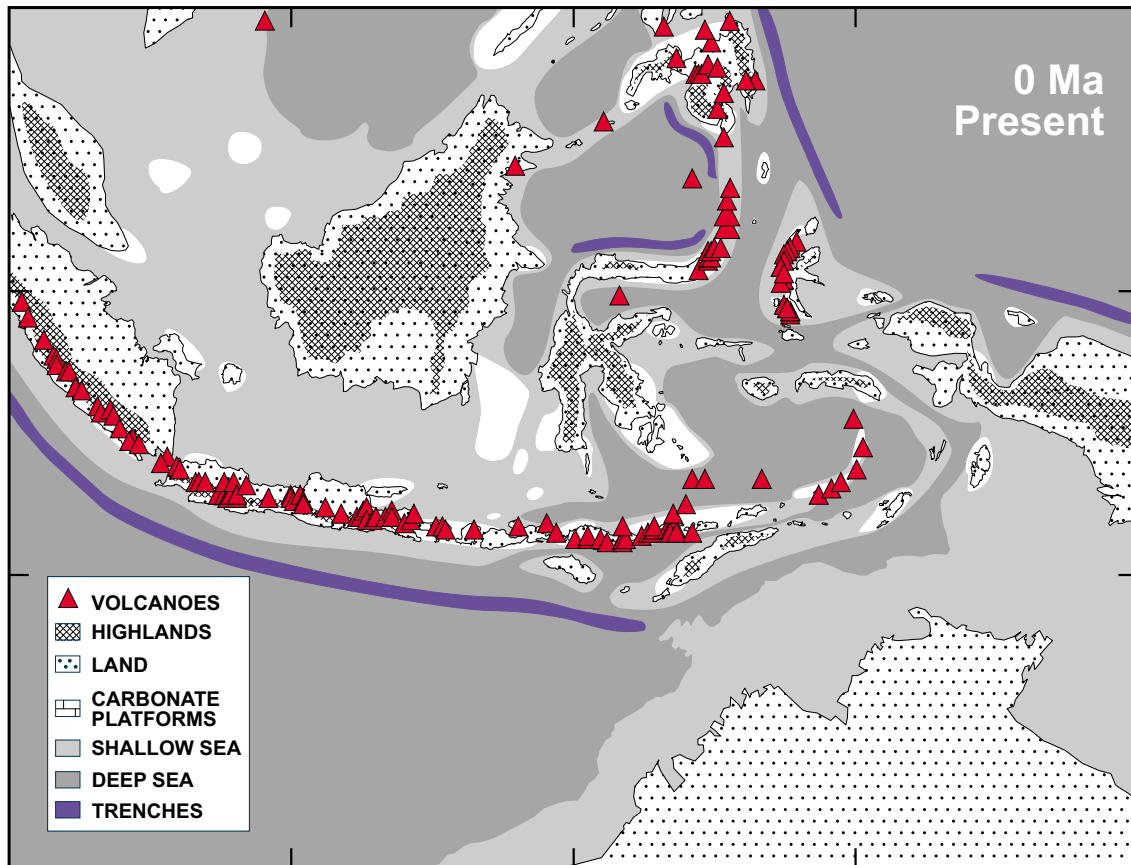 0 Ma
Present
VOLCANOES
HIGHLANDS
LAND
CARBONATE
PLATFORMS
SHALLOW SEA
DEEP SEA
TRENCHES